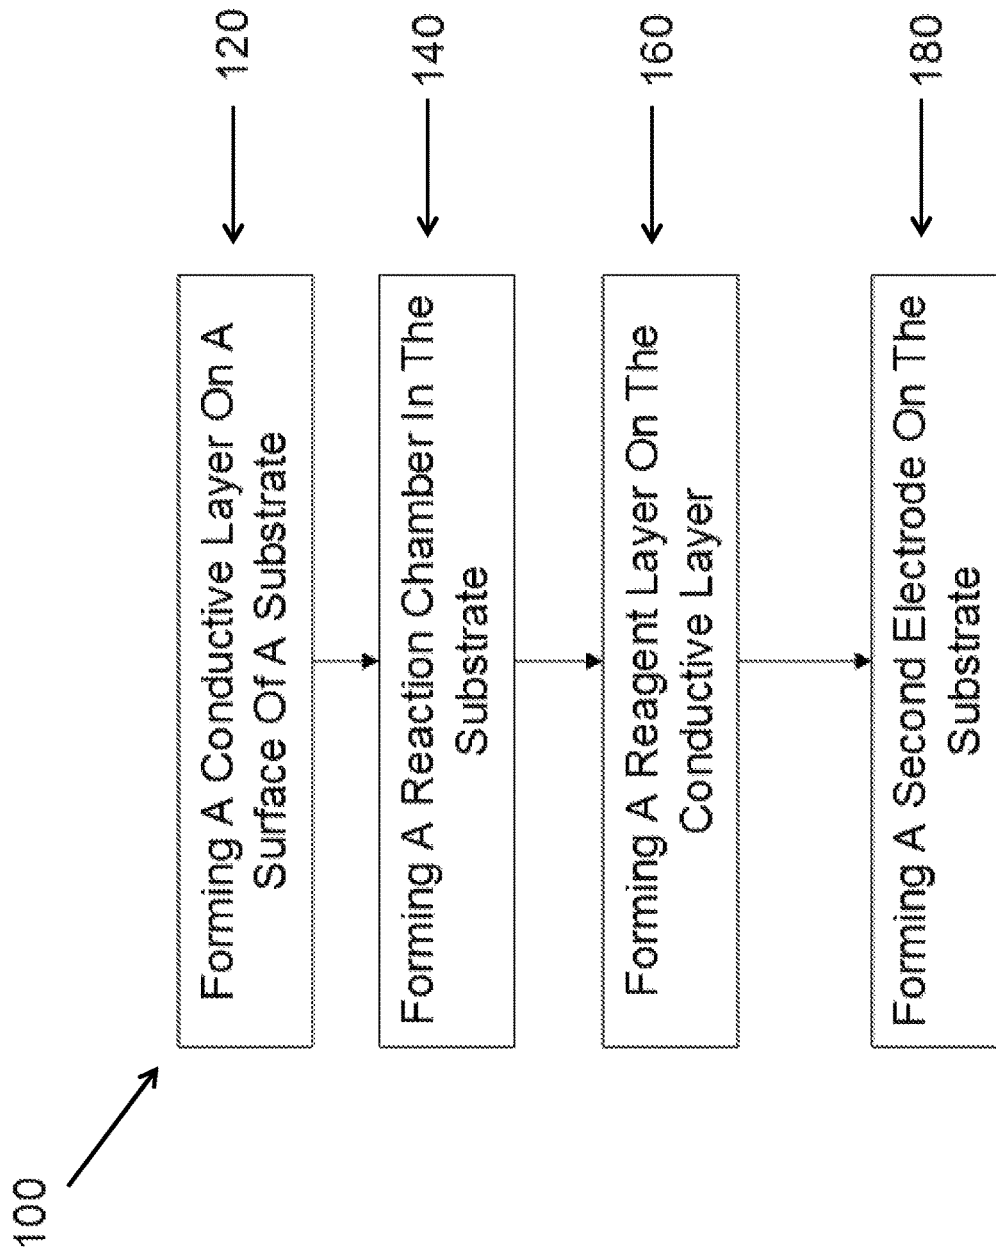 100
Forming A Conductive Layer On A
Surface Of A Substrate
120
Forming A Reaction Chamber In The
Substrate
140
Forming A Reagent Layer On The
Conductive Layer
160
Forming A Second Electrode On The
Substrate
180